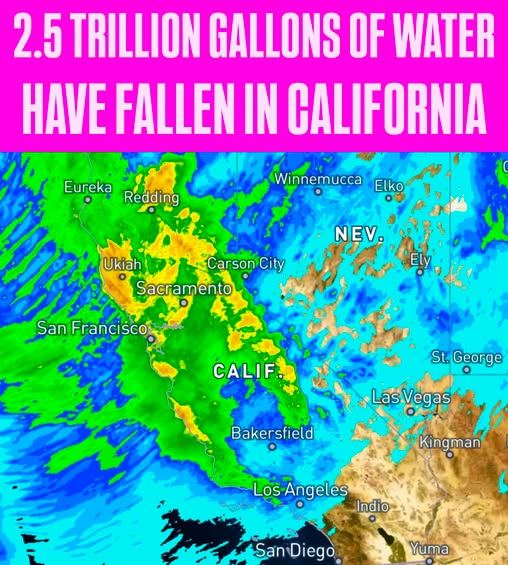 2.5 TRILLION GALLONS OF WATER
HAVE FALLEN IN CALIFORNIA
Eureka
Redding
Winnemucca
Elko
NEV.
Ukiah
Carson City
Ely
Sacramento
San Francisco
CALIF.
St. George
Las Vegas
Bakersfield
Kingman
Los Angeles
Indio
San Diego
Yuma